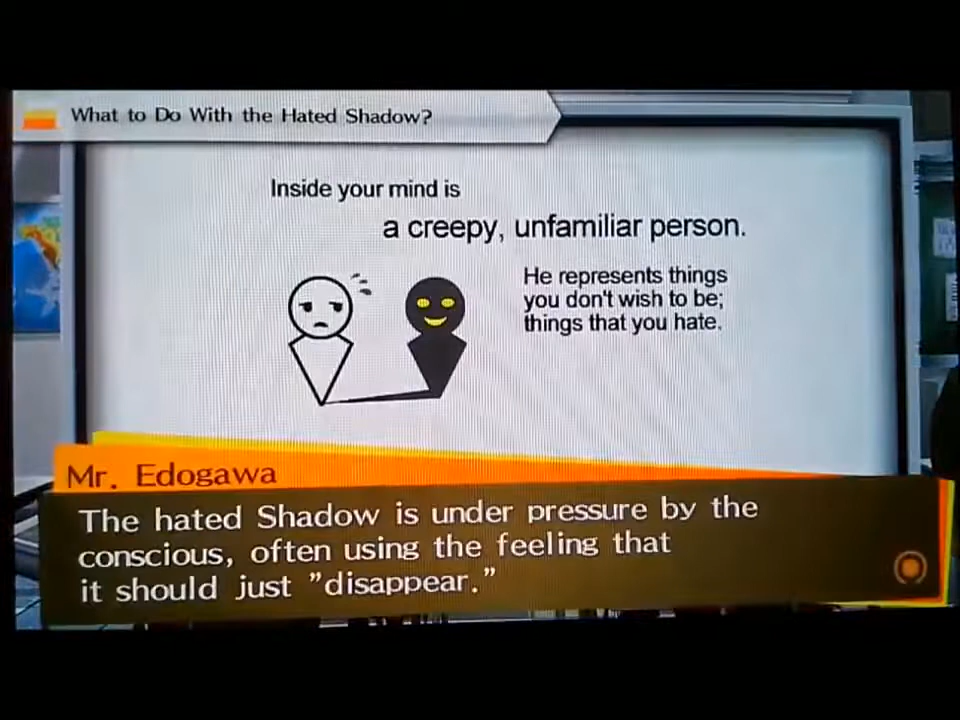 What to Do With the Hated Shadow?
Inside your mind is
a creepy, unfamiliar person.
He represents things
you don't wish to be;
things that you hate.
Mr. Edogawa
The hated Shadow is under pressure by the
conscious, often using the feeling that
it should just "disappear."